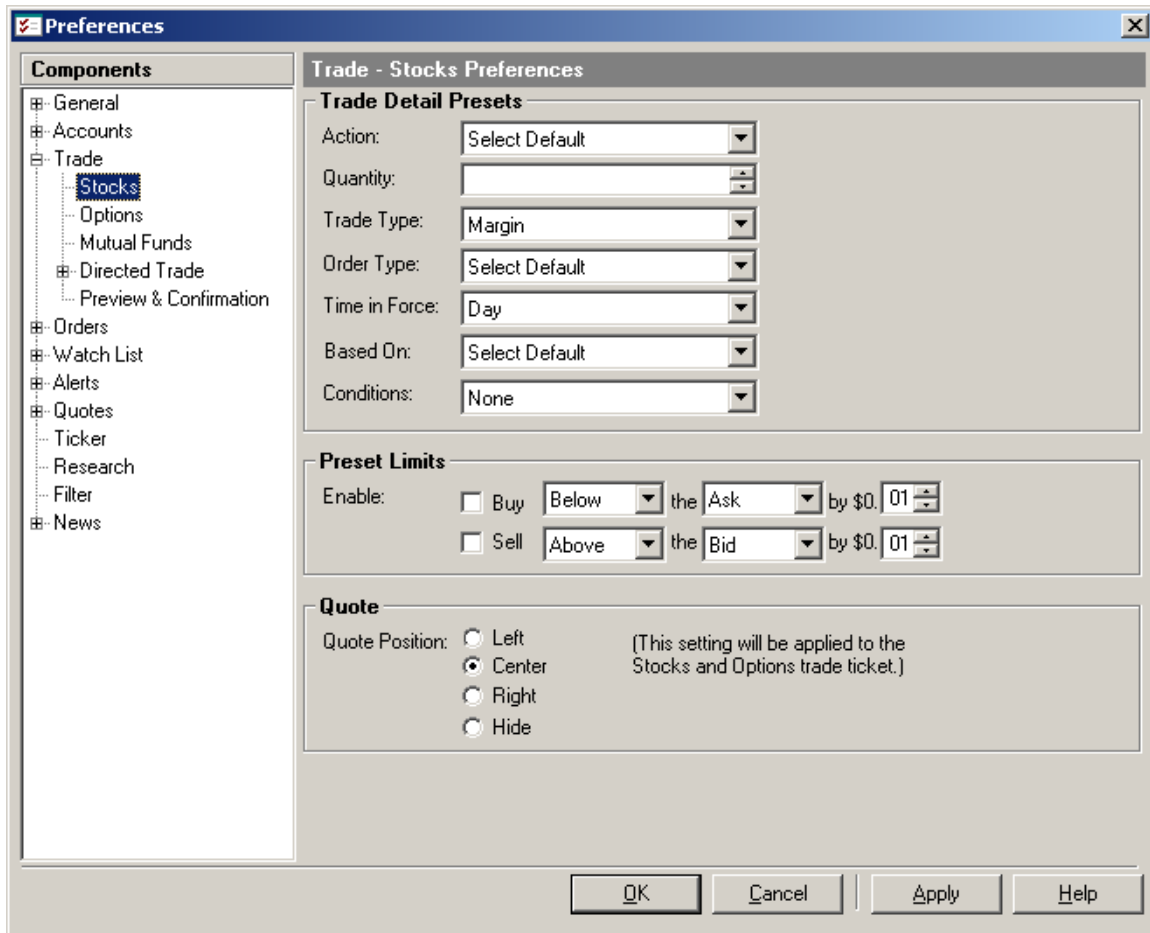 Preferences
Components
General
Accounts
Trade
Stocks
Options
Mutual Funds
Directed Trade
Preview & Confirmation
Orders
Watch List
Alerts
Quotes
Ticker
Research
Filter
News
Trade - Stocks Preferences
Trade Detail Presets
Action: Select Default
Quantity:
Trade Type: Margin
Order Type: Select Default
Time in Force: Day
Based On: Select Default
Conditions: None
Preset Limits
Enable: Buy Below the Ask by $0. 01
Sell Above the Bid by $0. 01
Quote
Quote Position: Left (This setting will be applied to the
Center Stocks and Options trade ticket.)
Right
Hide
OK Cancel Apply Help